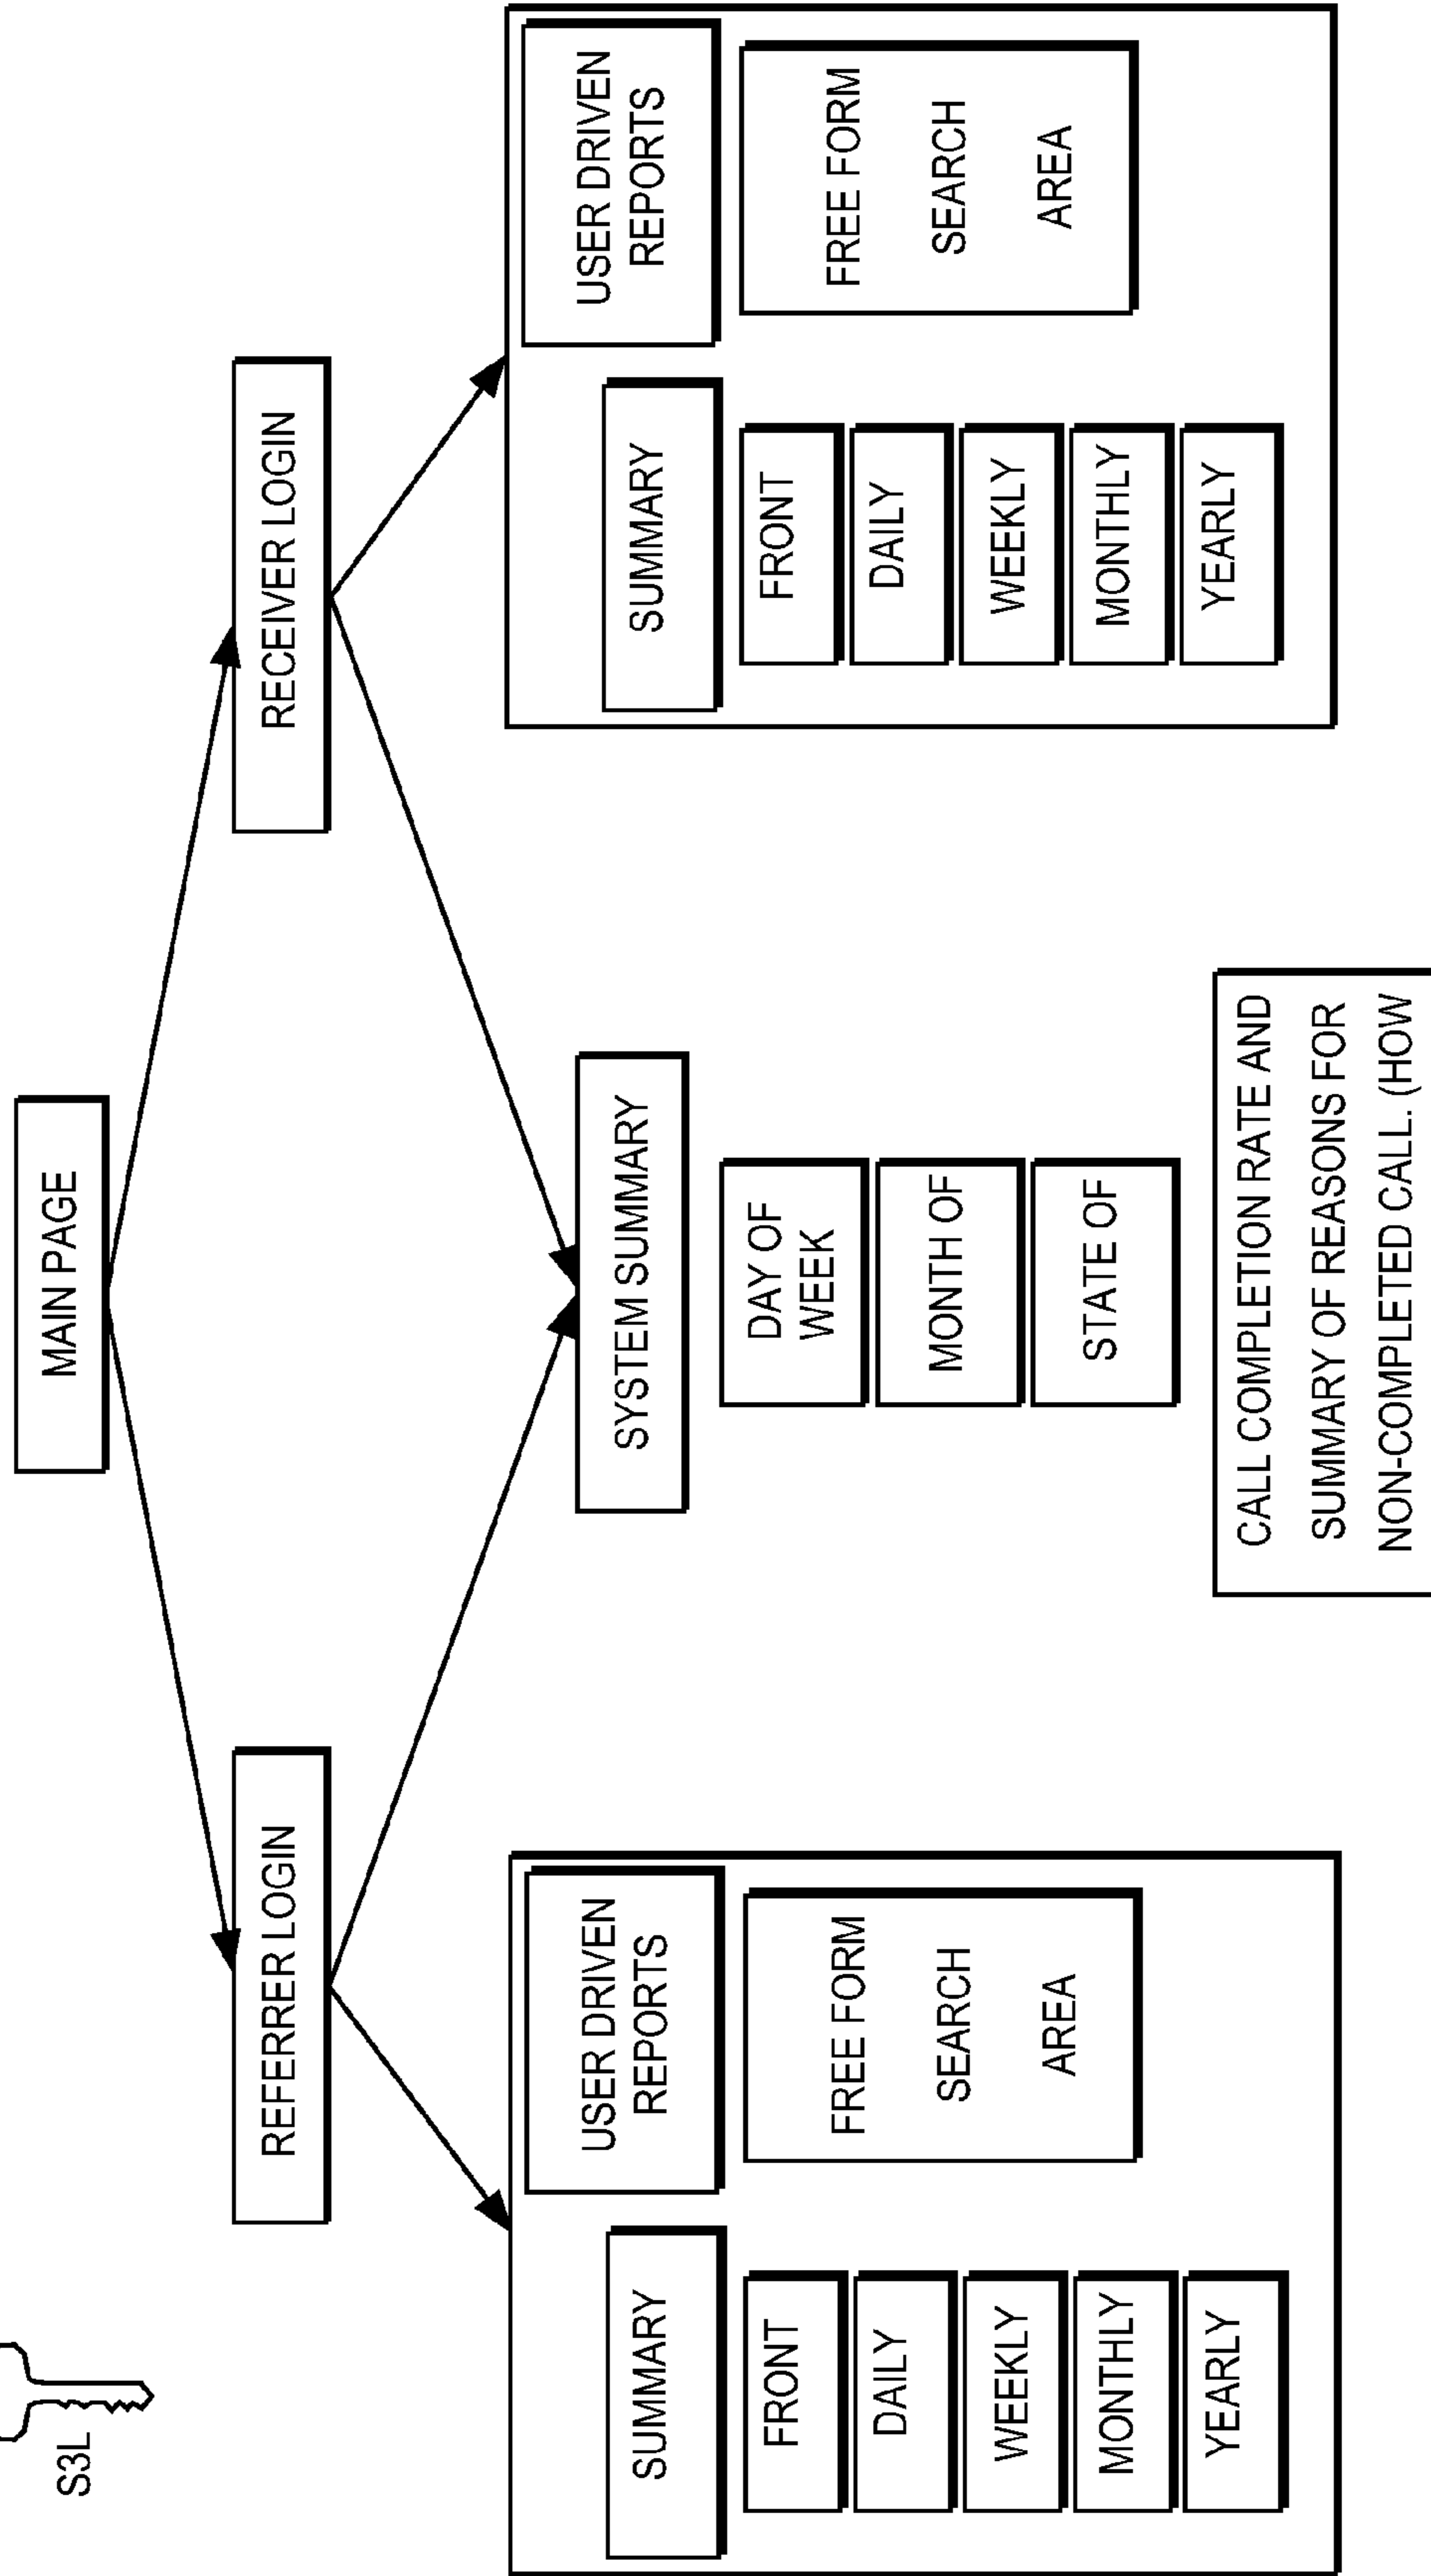 S3L
MAIN PAGE
REFERRER LOGIN
RECEIVER LOGIN
SUMMARY
USER DRIVEN
REPORTS
FRONT
DAILY
WEEKLY
MONTHLY
YEARLY
FREE FORM
SEARCH
AREA
SYSTEM SUMMARY
DAY OF
WEEK
MONTH OF
STATE OF
CALL COMPLETION RATE AND
SUMMARY OF REASONS FOR
NON-COMPLETED CALL. (HOW
SUMMARY
USER DRIVEN
REPORTS
FRONT
DAILY
WEEKLY
MONTHLY
YEARLY
FREE FORM
SEARCH
AREA